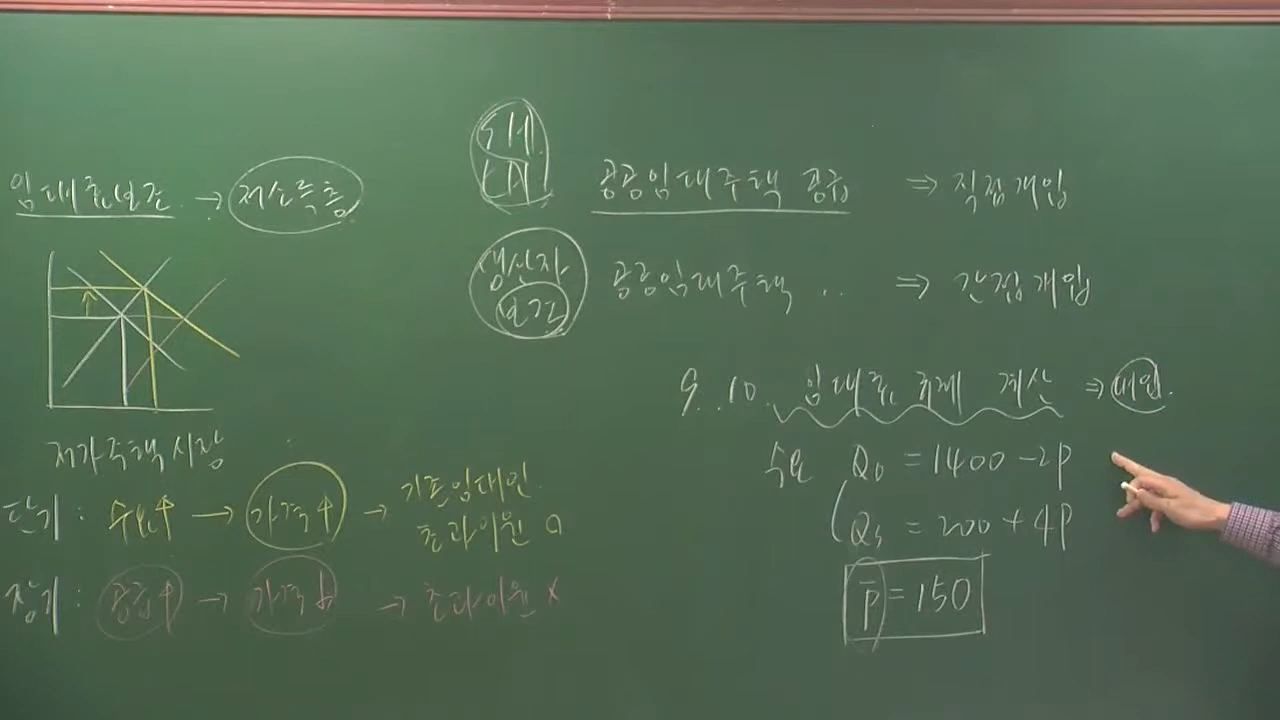 임대료보조 → 저소득층
저가주택시장
단기 : 수요↑ → 가격↑ → 기존임대인
초과이윤 o
장기 : 공급↑ → 가격↓ → 초과이윤 x
공공임대주택 공급 ⇒ 직접개입
생산자
보조
공공임대주택 .. ⇒ 간접개입
9. 10. 임대료 규제 계산 ⇒ 대입.
수요 QD = 1400 - 2P
QS = 200 + 4P
P̄ = 150